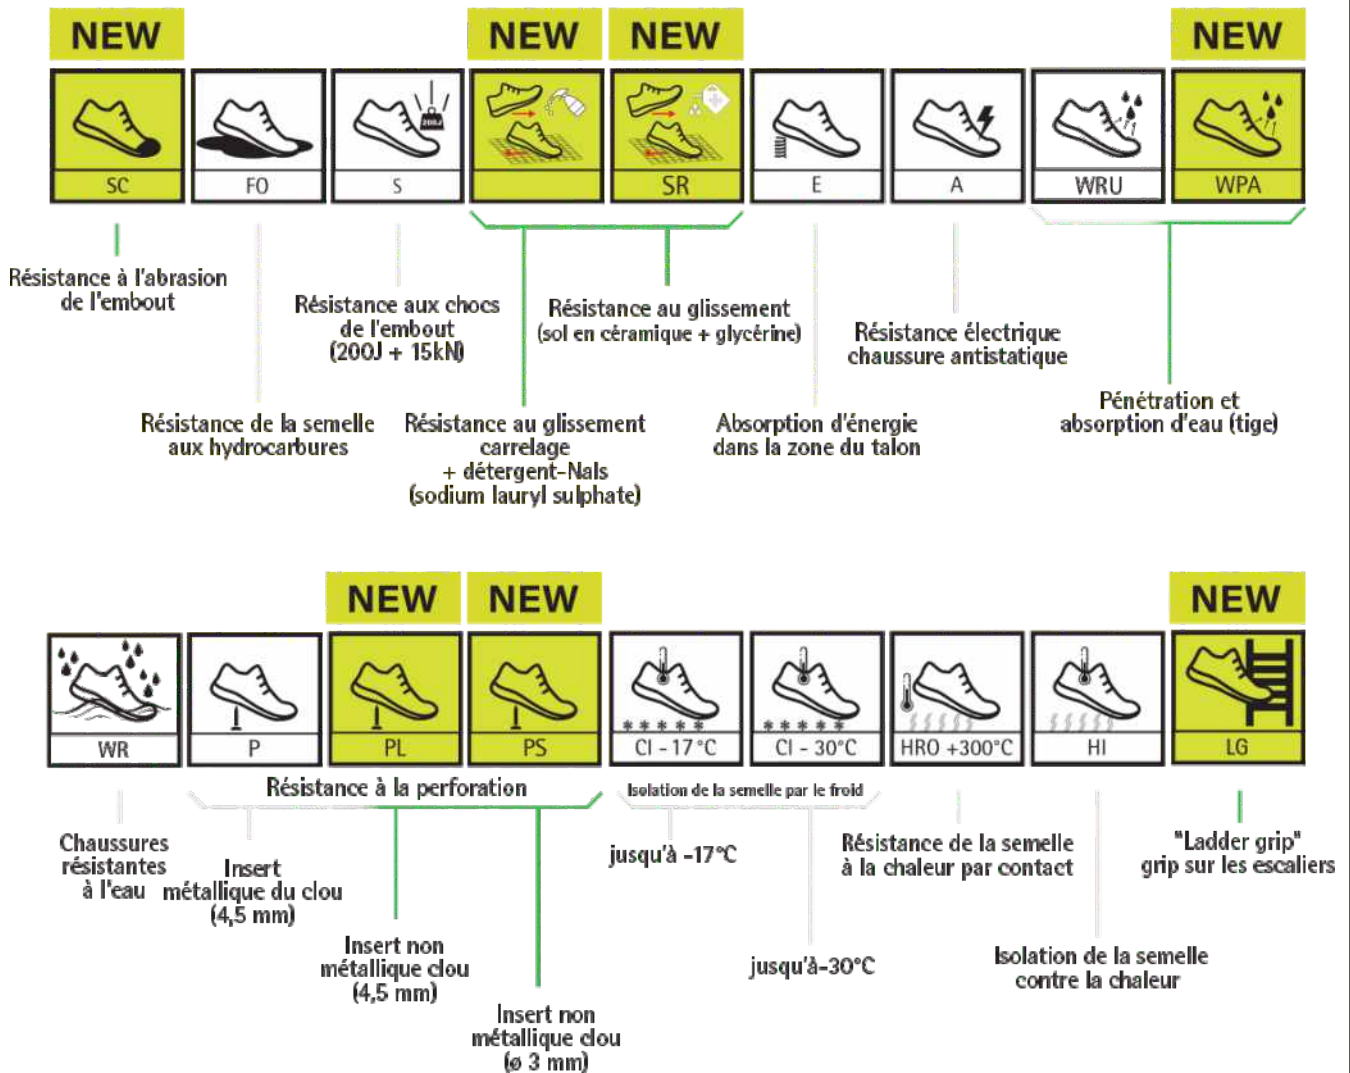 NEW
NEW
NEW
NEW
200J
SC
FO
S
SR
E
A
WRU
WPA
Résistance à l'abrasion
de l'embout
Résistance aux chocs
de l'embout
(200J + 15kN)
Résistance au glissement
(sol en céramique + glycérine)
Résistance électrique
chaussure antistatique
Résistance de la semelle
aux hydrocarbures
Résistance au glissement
carrelage
+ détergent-Nals
(sodium lauryl sulphate)
Absorption d'énergie
dans la zone du talon
Pénétration et
absorption d'eau (tige)
NEW
NEW
NEW
WR
P
PL
PS
CI - 17°C
CI - 30°C
HRO +300°C
HI
LG
Résistance à la perforation
Isolation de la semelle par le froid
Chaussures
résistantes
à l'eau
Insert
métallique du clou
(4,5 mm)
Insert non
métallique clou
(4,5 mm)
Insert non
métallique clou
(ø 3 mm)
jusqu'à -17°C
jusqu'à-30°C
Résistance de la semelle
à la chaleur par contact
Isolation de la semelle
contre la chaleur
"Ladder grip"
grip sur les escaliers